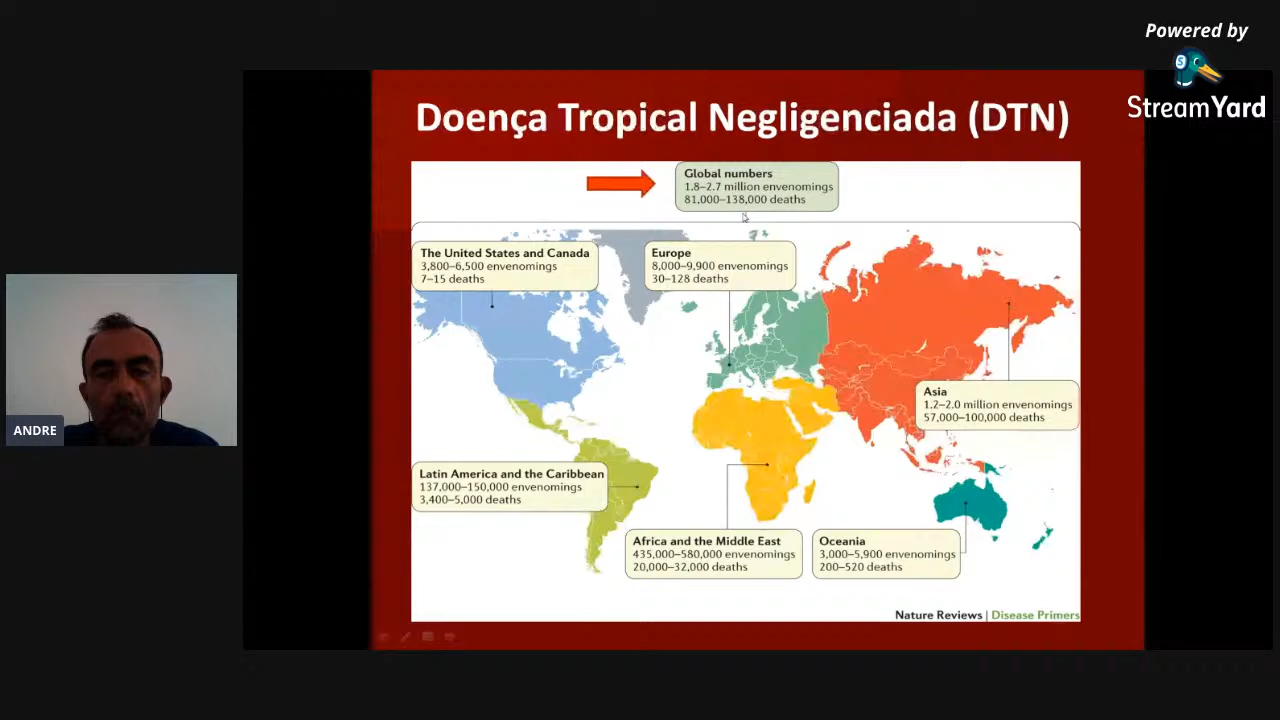 Powered by
StreamYard
Doença Tropical Negligenciada (DTN)
Global numbers
1.8–2.7 million envenomings
81,000–138,000 deaths
The United States and Canada
3,800–6,500 envenomings
7–15 deaths
Europe
8,000–9,900 envenomings
30–128 deaths
Asia
1.2–2.0 million envenomings
57,000–100,000 deaths
ANDRE
Latin America and the Caribbean
137,000–150,000 envenomings
3,400–5,000 deaths
Africa and the Middle East
435,000–580,000 envenomings
20,000–32,000 deaths
Oceania
3,000–5,900 envenomings
200–520 deaths
Nature Reviews | Disease Primers